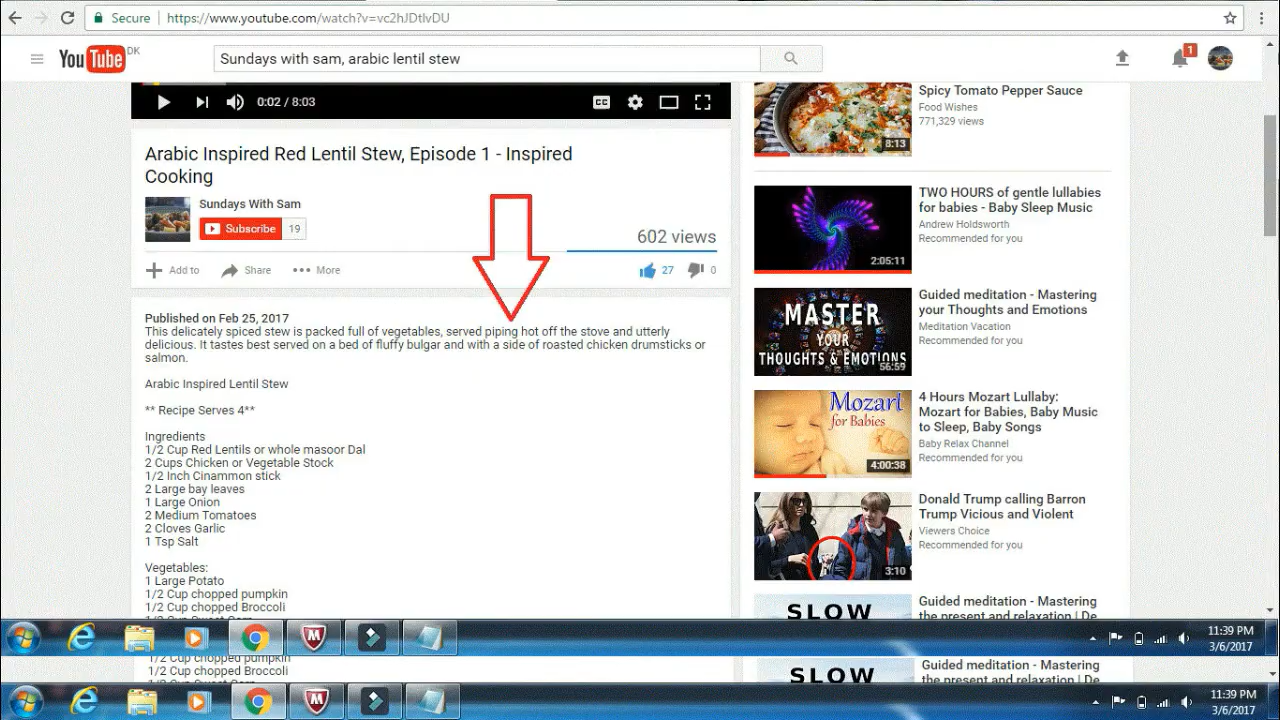 Secure https://www.youtube.com/watch?v=vc2hJDtlvDU
YouTube DK
Sundays with sam, arabic lentil stew
1
0:02 / 8:03
CC
Arabic Inspired Red Lentil Stew, Episode 1 - Inspired
Cooking
Sundays With Sam
Subscribe 19
602 views
Add to Share More
27 0
Published on Feb 25, 2017
This delicately spiced stew is packed full of vegetables, served piping hot off the stove and utterly
delicious. It tastes best served on a bed of fluffy bulgar and with a side of roasted chicken drumsticks or
salmon.
Arabic Inspired Lentil Stew
** Recipe Serves 4**
Ingredients
1/2 Cup Red Lentils or whole masoor Dal
2 Cups Chicken or Vegetable Stock
1/2 Inch Cinammon stick
2 Large bay leaves
1 Large Onion
2 Medium Tomatoes
2 Cloves Garlic
1 Tsp Salt
Vegetables:
1 Large Potato
1/2 Cup chopped pumpkin
1/2 Cup chopped Broccoli
Spicy Tomato Pepper Sauce
Food Wishes
771,329 views
8:13
TWO HOURS of gentle lullabies
for babies - Baby Sleep Music
Andrew Holdsworth
Recommended for you
2:05:11
MASTER
YOUR
THOUGHTS & EMOTIONS
56:59
Guided meditation - Mastering
your Thoughts and Emotions
Meditation Vacation
Recommended for you
Mozart
for Babies
4:00:38
4 Hours Mozart Lullaby:
Mozart for Babies, Baby Music
to Sleep, Baby Songs
Baby Relax Channel
Recommended for you
3:10
Donald Trump calling Barron
Trump Vicious and Violent
Viewers Choice
Recommended for you
SLOW
Guided meditation - Mastering
the present and relaxation | De
11:39 PM
3/6/2017
1/2 Cup chopped pumpkin
1/2 Cup chopped Broccoli
SLOW
Guided meditation - Mastering
the present and relaxation | De
11:39 PM
3/6/2017